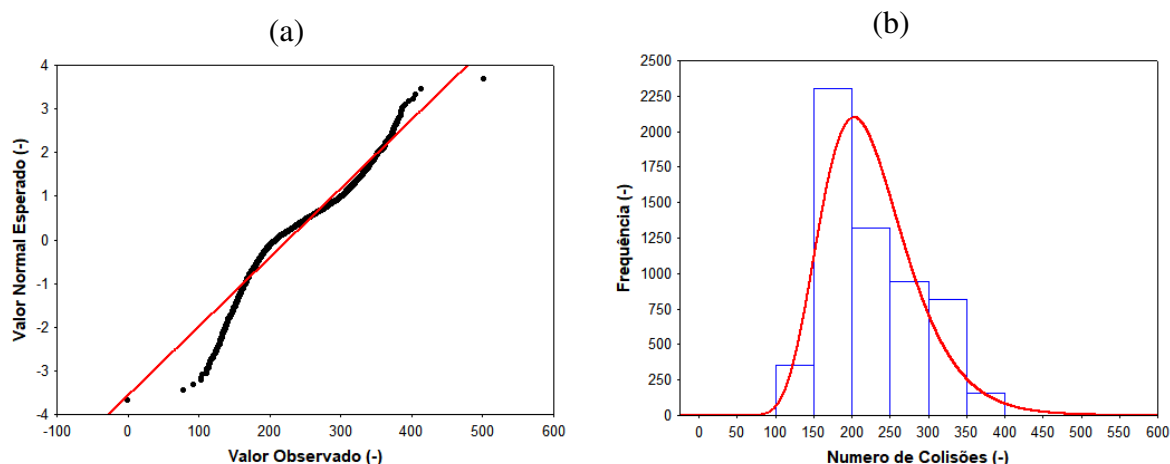 (a)
4
3
2
1
0
-1
-2
-3
-4
-100 0 100 200 300 400 500 600
Valor Normal Esperado (-)
Valor Observado (-)
(b)
2500
2250
2000
1750
1500
1250
1000
750
500
250
0
0 50 100 150 200 250 300 350 400 450 500 550 600
Frequência (-)
Numero de Colisões (-)